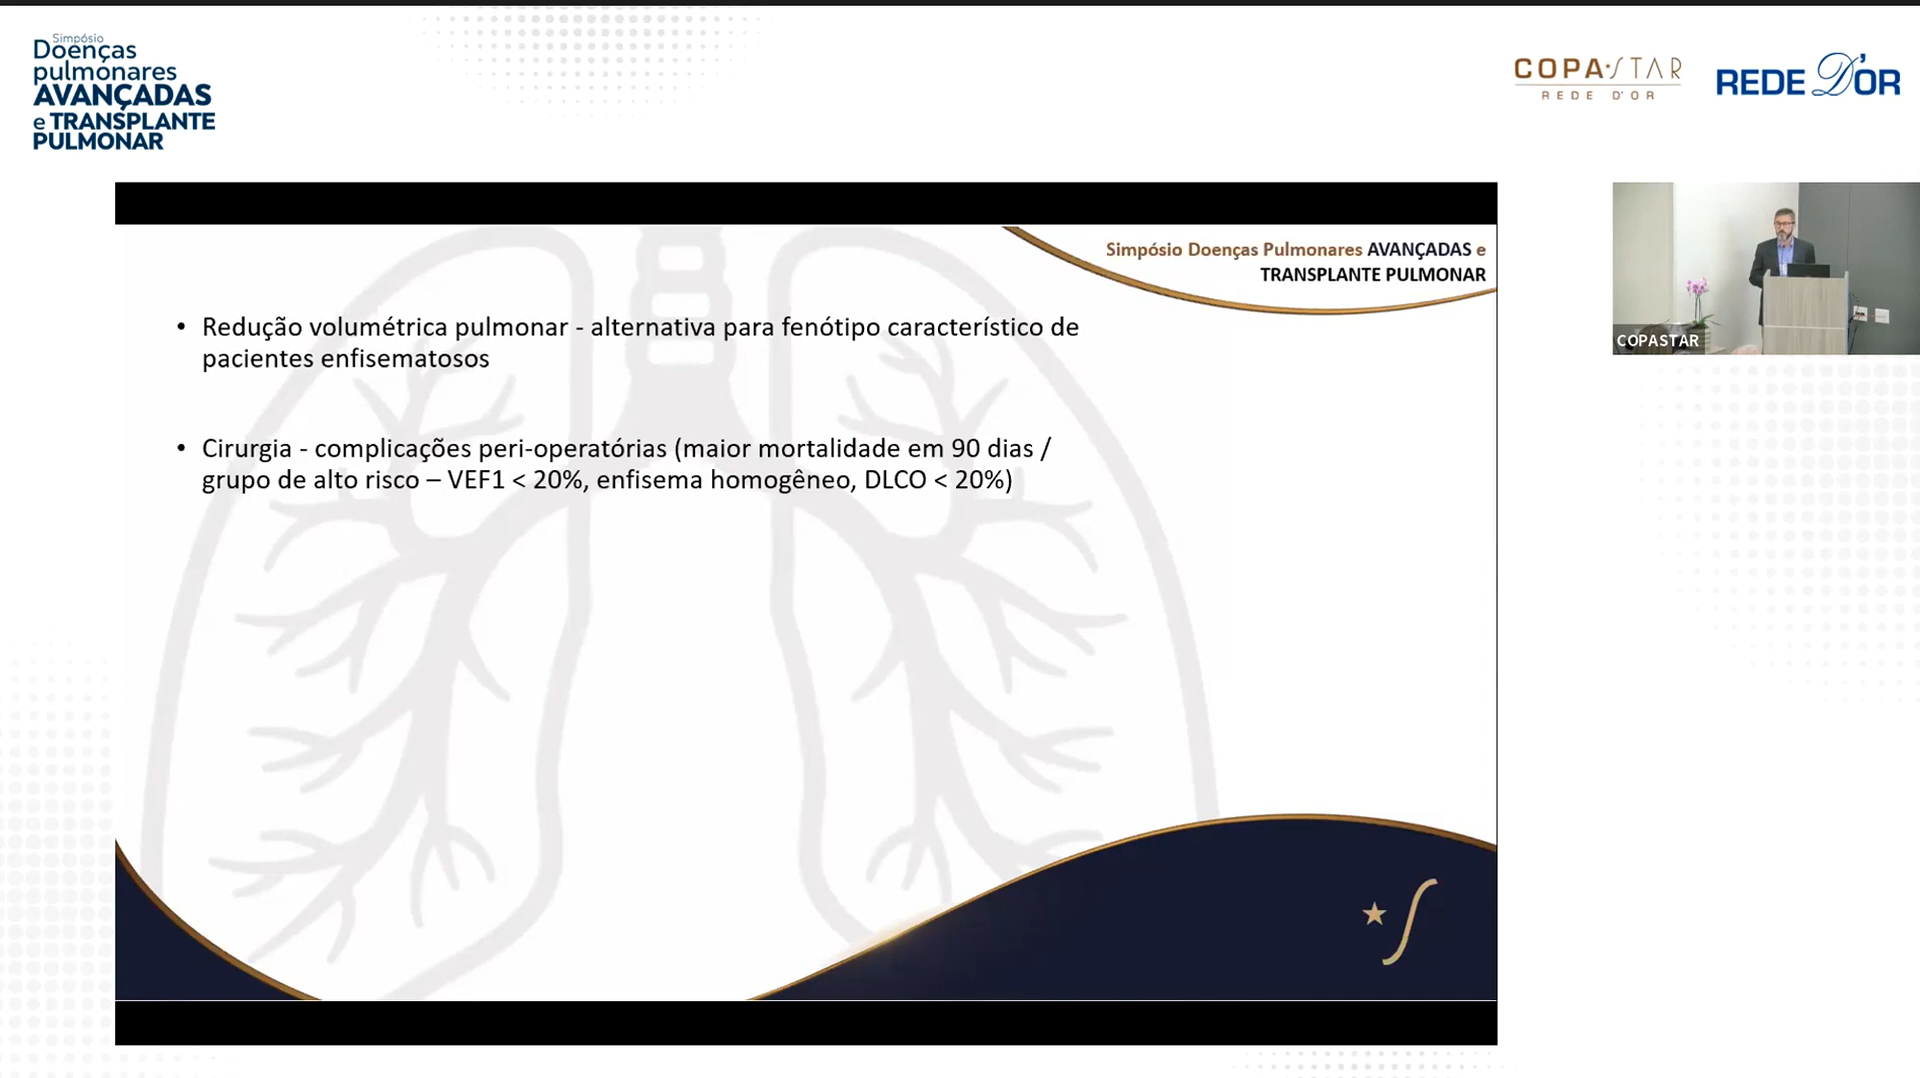 Simpósio
Doenças
pulmonares
AVANÇADAS
e TRANSPLANTE
PULMONAR
COPA STAR
REDE D'OR
REDE D'OR
Simpósio Doenças Pulmonares AVANÇADAS e
TRANSPLANTE PULMONAR
• Redução volumétrica pulmonar - alternativa para fenótipo característico de
pacientes enfisematosos
• Cirurgia - complicações peri-operatórias (maior mortalidade em 90 dias /
grupo de alto risco – VEF1 < 20%, enfisema homogêneo, DLCO < 20%)
COPASTAR